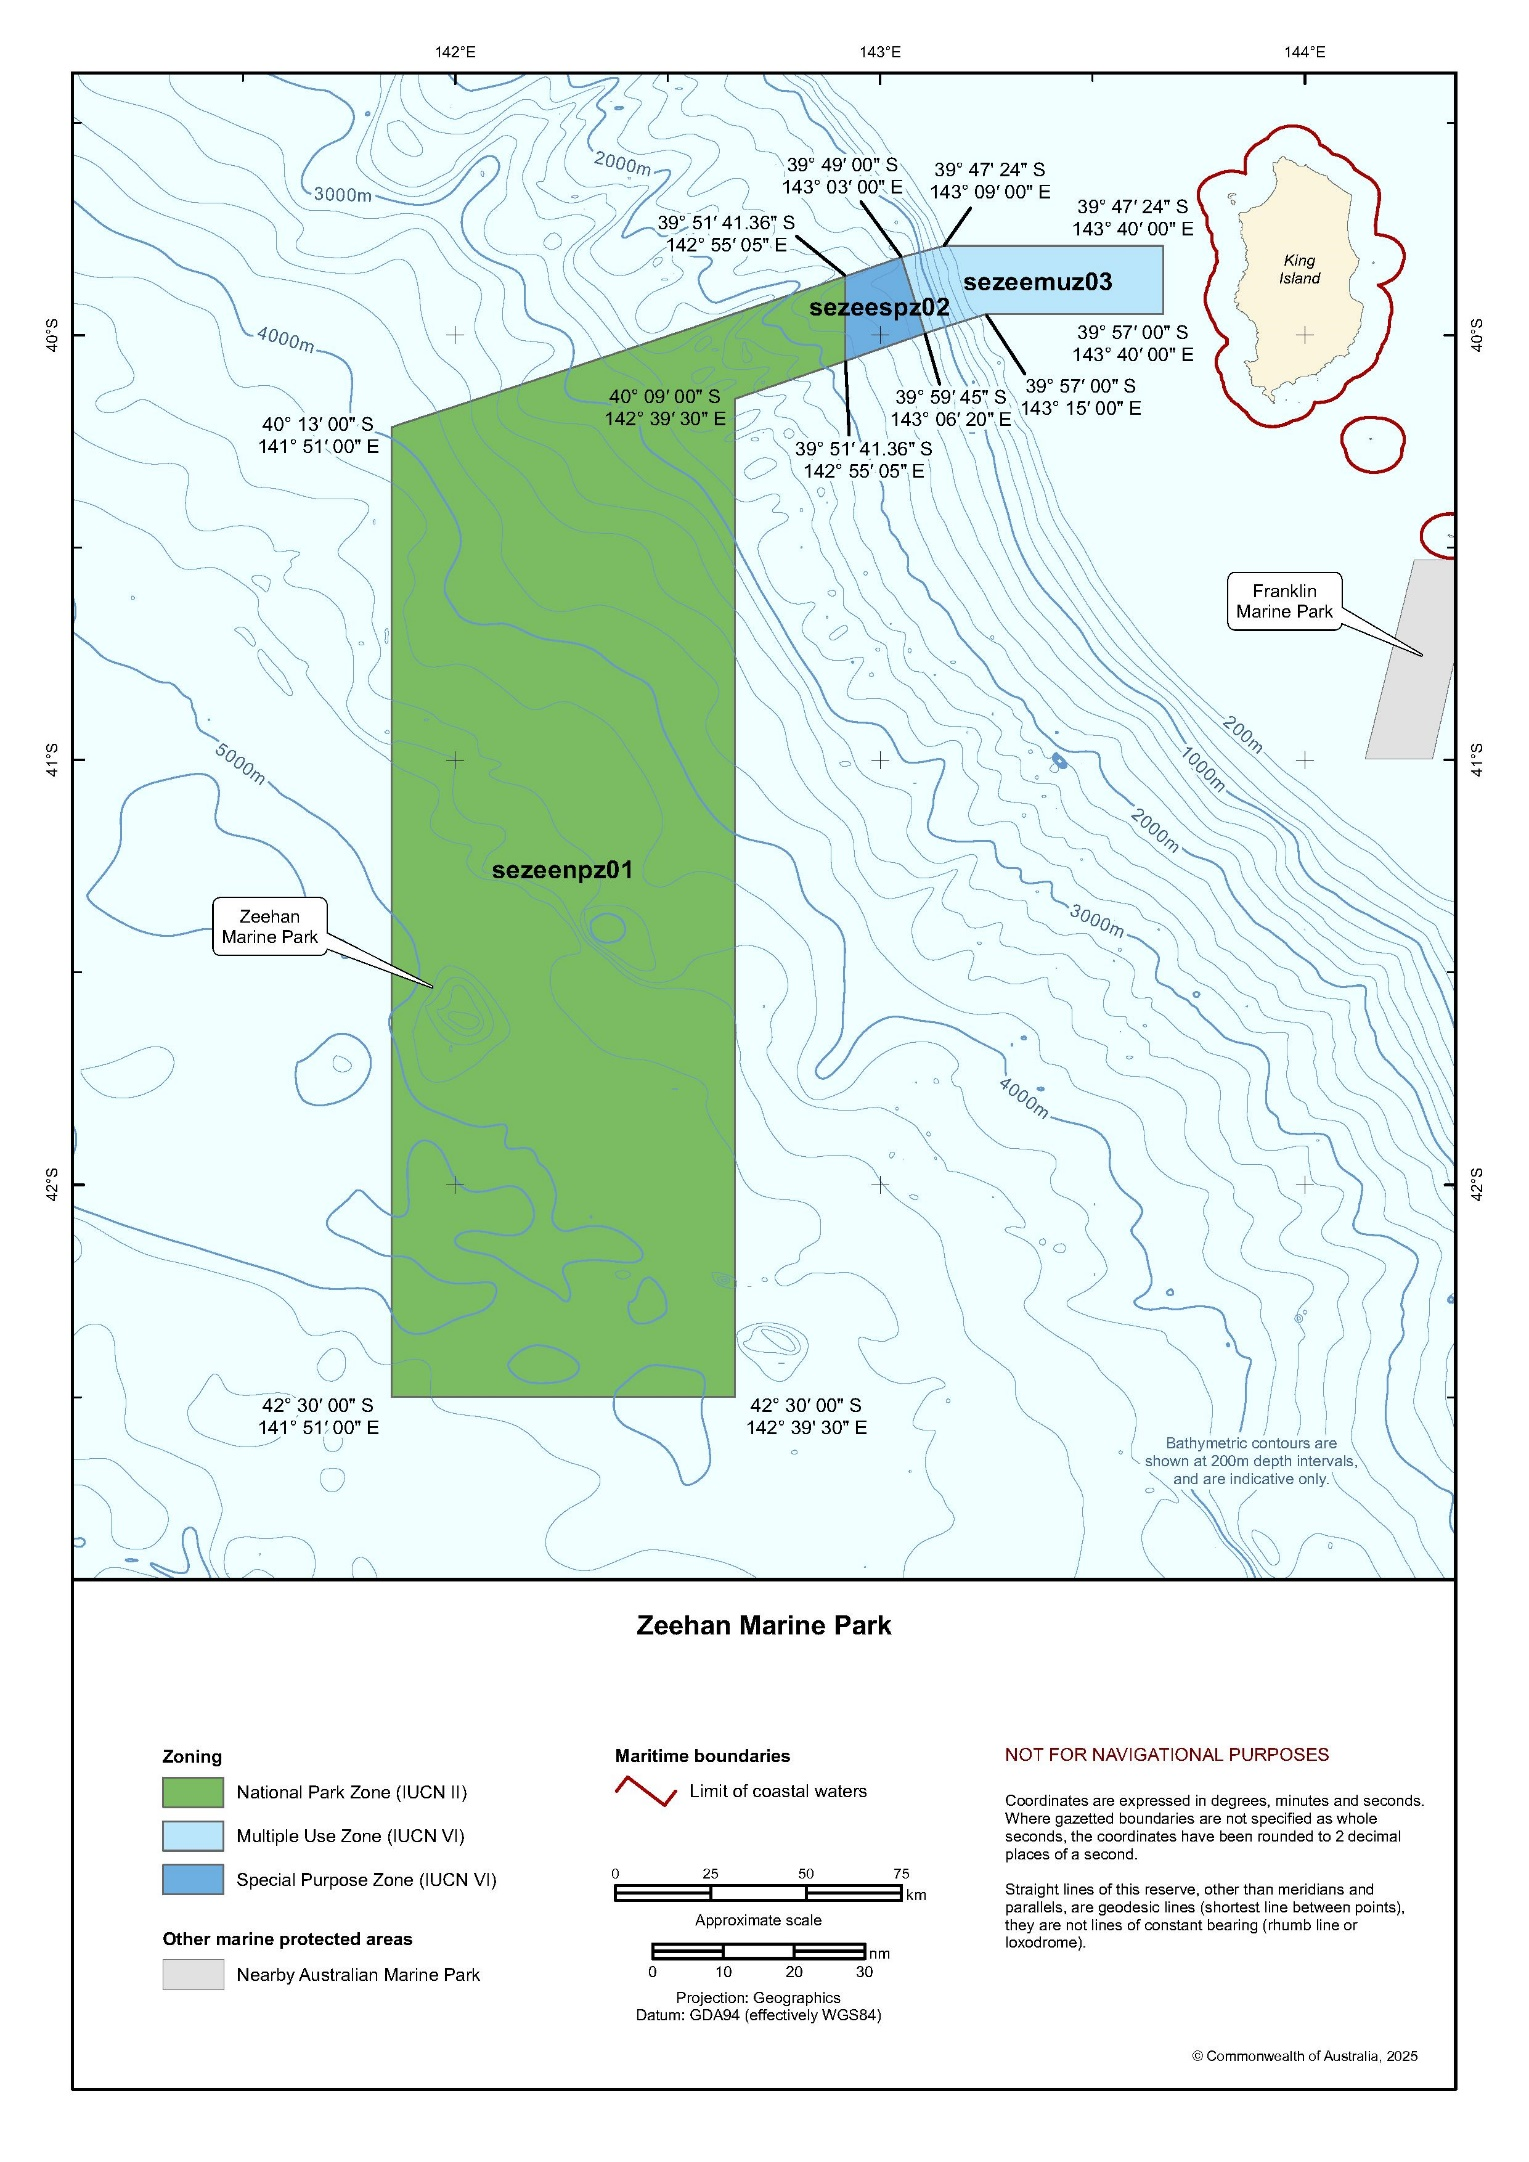 142°E
143°E
144°E
2000m
3000m
39° 49' 00" S
143° 03' 00" E
39° 47' 24" S
143° 09' 00" E
39° 47' 24" S
143° 40' 00" E
39° 51' 41.36" S
142° 55' 05" E
King
Island
sezeemuz03
sezeespz02
4000m
40°S
40°S
39° 57' 00" S
143° 40' 00" E
39° 57' 00" S
143° 15' 00" E
39° 59' 45" S
143° 06' 20" E
40° 09' 00" S
142° 39' 30" E
40° 13' 00" S
141° 51' 00" E
39° 51' 41.36" S
142° 55' 05" E
Franklin
Marine Park
200m
1000m
2000m
5000m
41°S
41°S
sezeenpz01
3000m
Zeehan
Marine Park
4000m
42°S
42°S
42° 30' 00" S
141° 51' 00" E
42° 30' 00" S
142° 39' 30" E
Bathymetric contours are
shown at 200m depth intervals,
and are indicative only.
Zeehan Marine Park
Zoning
National Park Zone (IUCN II)
Multiple Use Zone (IUCN VI)
Special Purpose Zone (IUCN VI)
Other marine protected areas
Nearby Australian Marine Park
Maritime boundaries
Limit of coastal waters
0 25 50 75
km
Approximate scale
nm
0 10 20 30
Projection: Geographics
Datum: GDA94 (effectively WGS84)
NOT FOR NAVIGATIONAL PURPOSES
Coordinates are expressed in degrees, minutes and seconds.
Where gazetted boundaries are not specified as whole
seconds, the coordinates have been rounded to 2 decimal
places of a second.
Straight lines of this reserve, other than meridians and
parallels, are geodesic lines (shortest line between points),
they are not lines of constant bearing (rhumb line or
loxodrome).
© Commonwealth of Australia, 2025